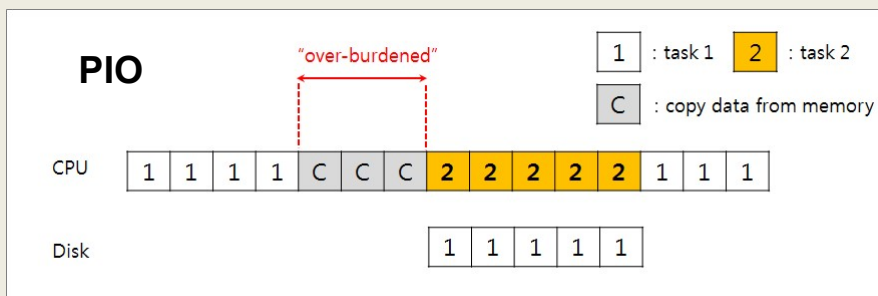 PIO
"over-burdened"
1 : task 1 2 : task 2
C : copy data from memory
CPU 1 1 1 1 C C C 2 2 2 2 2 1 1 1
Disk 1 1 1 1 1